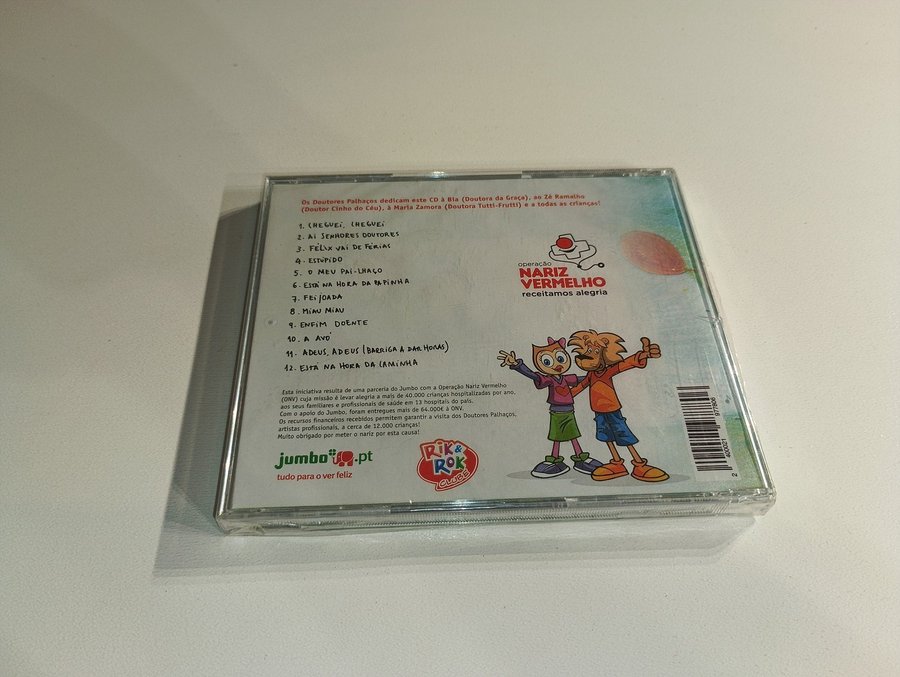 Os Doutores Palhaços dedicam este CD à Bia (Doutora da Graça), ao Zé Ramalho
(Doutor Cinho do Céu), à Maria Zamora (Doutora Tutti-Frutti) e a todas as crianças!
1. CHEGUEI, CHEGUEI
2. AI SENHORES DOUTORES
3. FÉLIX VAI DE FÉRIAS
4. ESTÚPIDO
5. O MEU PAI-LHAÇO
6. ESTÁ NA HORA DA PAPINHA
7. FEIJOADA
8. MIAU MIAU
9. ENFIM DOENTE
10. A AVÓ
11. ADEUS, ADEUS (BARRIGA A DAR HORAS)
12. ESTÁ NA HORA DA CAMINHA
operação
NARIZ
VERMELHO
receitamos alegria
Esta iniciativa resulta de uma parceria do Jumbo com a Operação Nariz Vermelho
(ONV) cuja missão é levar alegria a mais de 40.000 crianças hospitalizadas por ano,
aos seus familiares e profissionais de saúde em 13 hospitais do país.
Com o apoio do Jumbo, foram entregues mais de 64.000€ à ONV.
Os recursos financeiros recebidos permitem garantir a visita dos Doutores Palhaços,
artistas profissionais, a cerca de 12.000 crianças!
Muito obrigado por meter o nariz por esta causa!
jumbo.pt
tudo para o ver feliz
RIK & ROK
CLUBE